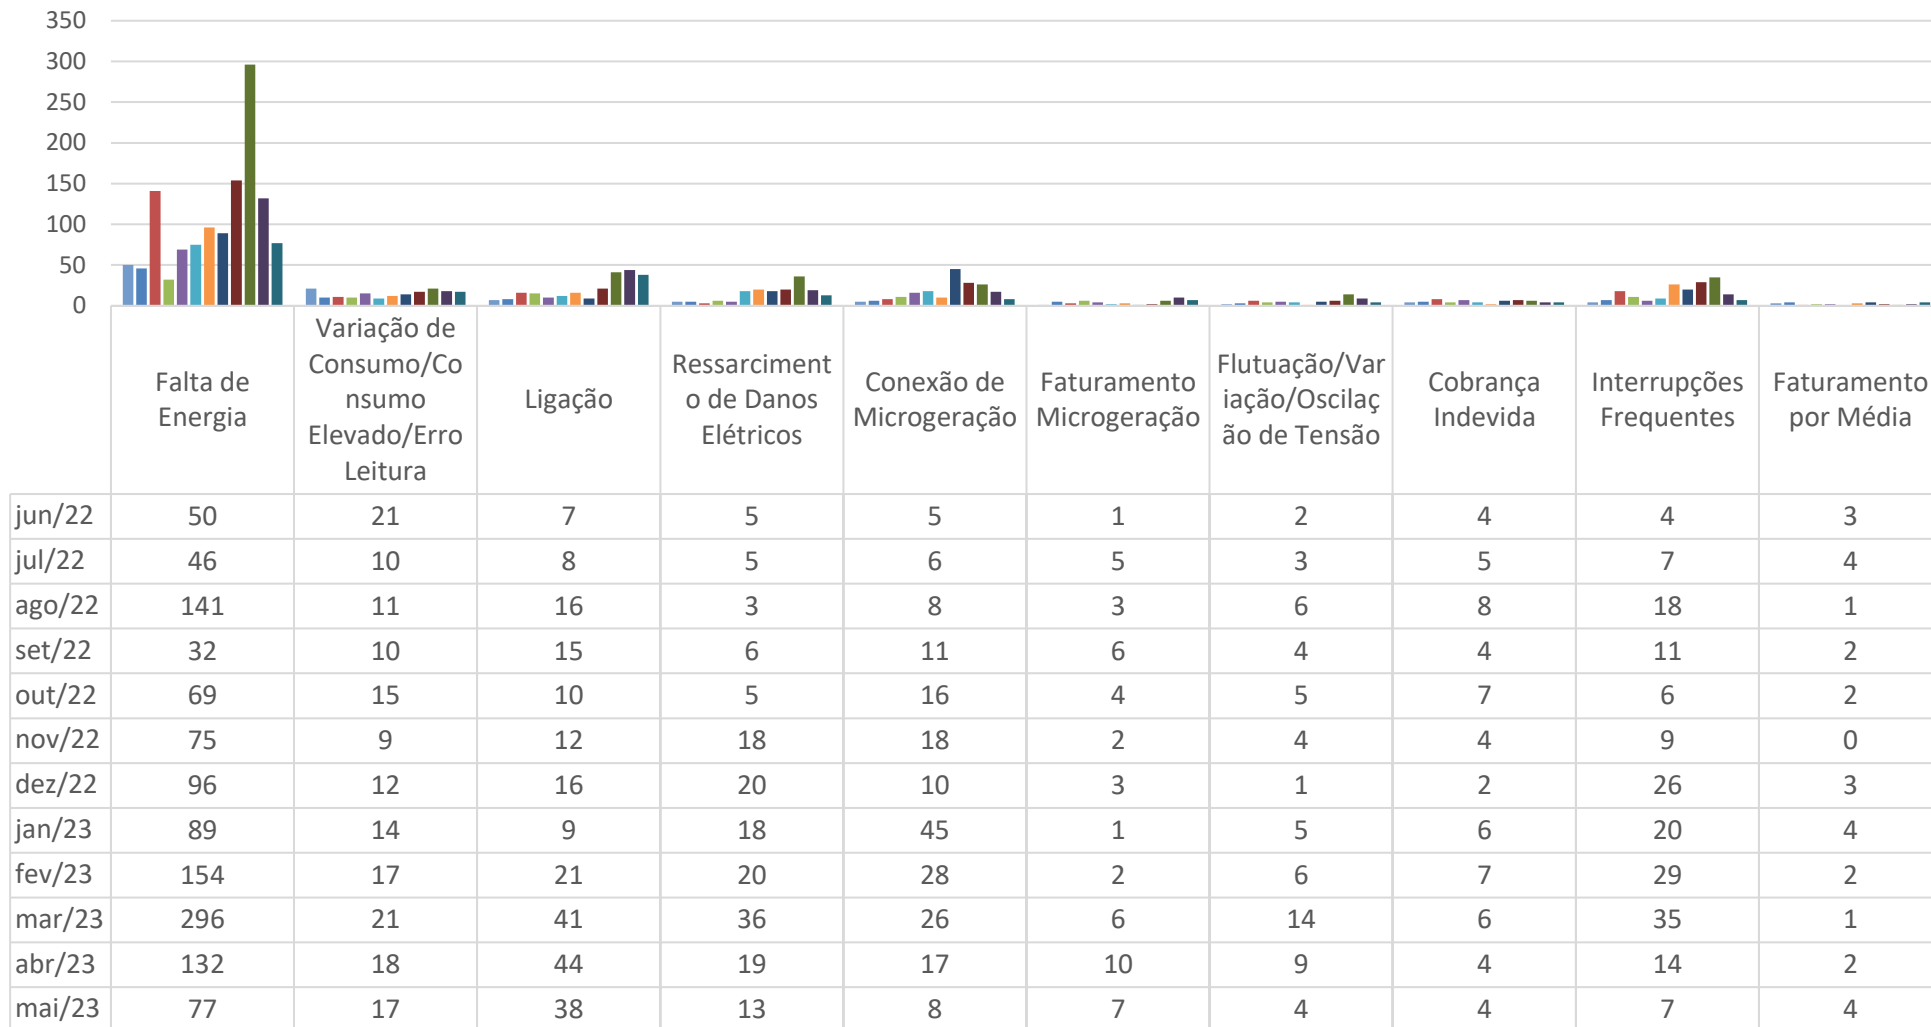 350
300
250
200
150
100
50
0
Falta de
Energia
Variação de
Consumo/Co
nsumo
Elevado/Erro
Leitura
Ligação
Ressarciment
o de Danos
Elétricos
Conexão de
Microgeração
Faturamento
Microgeração
Flutuação/Var
iação/Oscilaç
ão de Tensão
Cobrança
Indevida
Interrupções
Frequentes
Faturamento
por Média
jun/22 50 21 7 5 5 1 2 4 4 3
jul/22 46 10 8 5 6 5 3 5 7 4
ago/22 141 11 16 3 8 3 6 8 18 1
set/22 32 10 15 6 11 6 4 4 11 2
out/22 69 15 10 5 16 4 5 7 6 2
nov/22 75 9 12 18 18 2 4 4 9 0
dez/22 96 12 16 20 10 3 1 2 26 3
jan/23 89 14 9 18 45 1 5 6 20 4
fev/23 154 17 21 20 28 2 6 7 29 2
mar/23 296 21 41 36 26 6 14 6 35 1
abr/23 132 18 44 19 17 10 9 4 14 2
mai/23 77 17 38 13 8 7 4 4 7 4